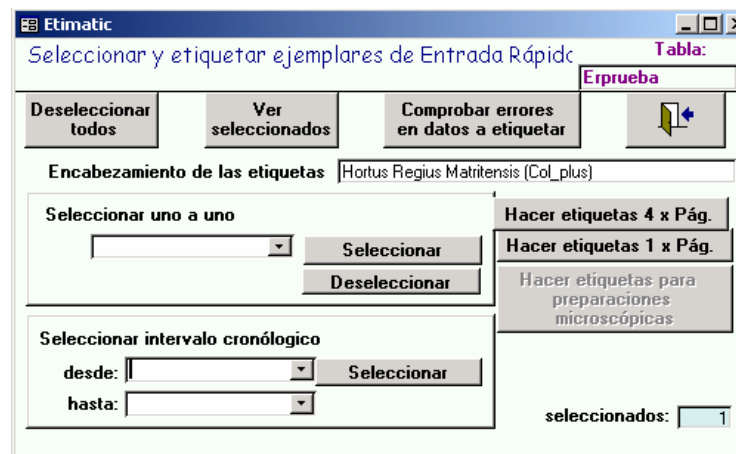 Etimatic
Seleccionar y etiquetar ejemplares de Entrada Rápida
Tabla:
Erprueba
Deseleccionar
todos
Ver
seleccionados
Comprobar errores
en datos a etiquetar
Encabezamiento de las etiquetas
Hortus Regius Matritensis (Col_plus)
Seleccionar uno a uno
Seleccionar
Deseleccionar
Hacer etiquetas 4 x Pág.
Hacer etiquetas 1 x Pág.
Hacer etiquetas para
preparaciones
microscópicas
Seleccionar intervalo cronólogico
desde:
Seleccionar
hasta:
seleccionados:
1